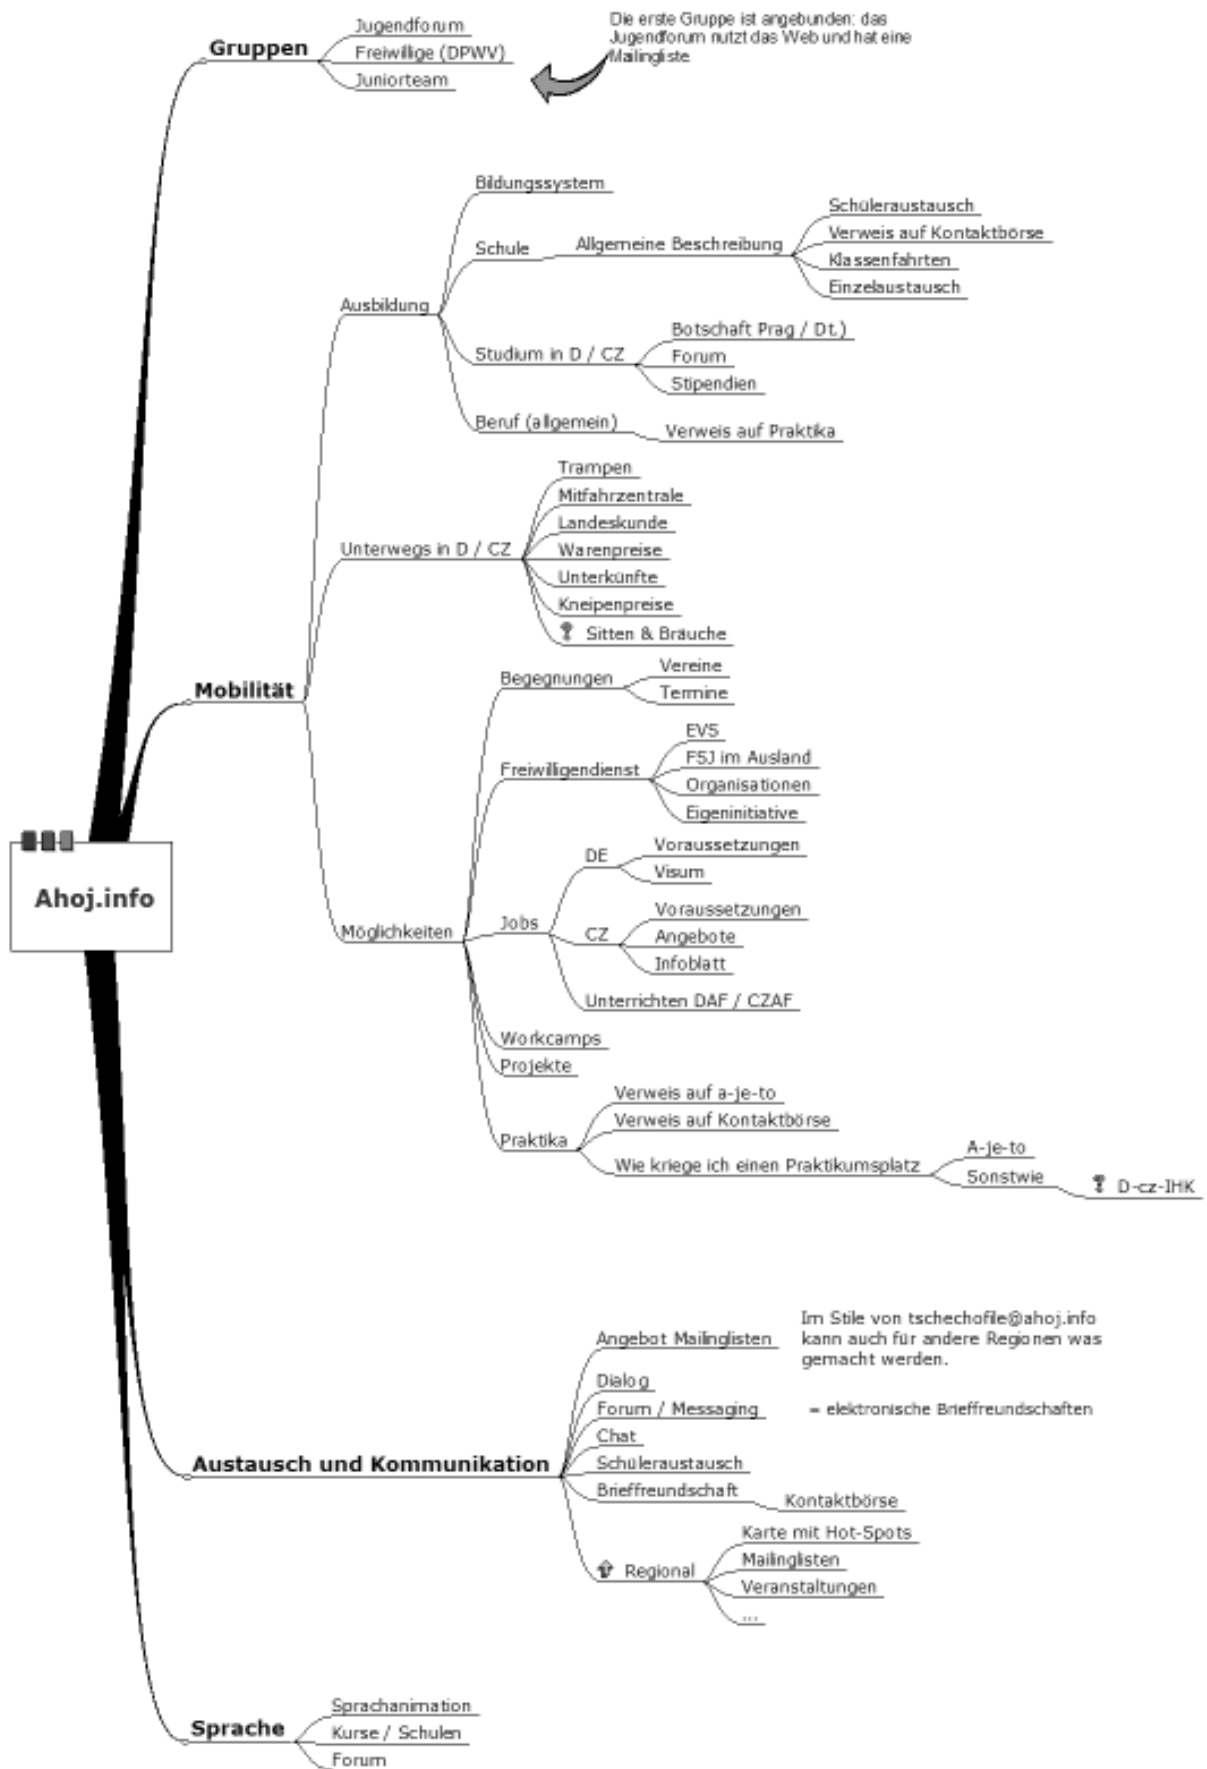 Gruppen
Jugendforum
Freiwillige (DPWV)
Juniorteam
Die erste Gruppe ist angebunden: das
Jugendforum nutzt das Web und hat eine
Mailingliste
Ahoj.info
Mobilität
Ausbildung
Bildungssystem
Schule
Allgemeine Beschreibung
Schüleraustausch
Verweis auf Kontaktbörse
Klassenfahrten
Einzelaustausch
Studium in D / CZ
Botschaft Prag / Dt.)
Forum
Stipendien
Beruf (allgemein)
Verweis auf Praktika
Unterwegs in D / CZ
Trampen
Mitfahrzentrale
Landeskunde
Warenpreise
Unterkünfte
Kneipenpreise
Sitten & Bräuche
Möglichkeiten
Begegnungen
Vereine
Termine
Freiwilligendienst
EVS
FSJ im Ausland
Organisationen
Eigeninitiative
Jobs
DE
Voraussetzungen
Visum
CZ
Voraussetzungen
Angebote
Infoblatt
Unterrichten DAF / CZAF
Workcamps
Projekte
Praktika
Verweis auf a-je-to
Verweis auf Kontaktbörse
Wie kriege ich einen Praktikumsplatz
A-je-to
Sonstwie
D-cz-IHK
Austausch und Kommunikation
Angebot Mailinglisten
Im Stile von tschechofile@ahoj.info
kann auch für andere Regionen was
gemacht werden.
Dialog
Forum / Messaging
= elektronische Brieffreundschaften
Chat
Schüleraustausch
Brieffreundschaft
Kontaktbörse
Regional
Karte mit Hot-Spots
Mailinglisten
Veranstaltungen
...
Sprache
Sprachanimation
Kurse / Schulen
Forum